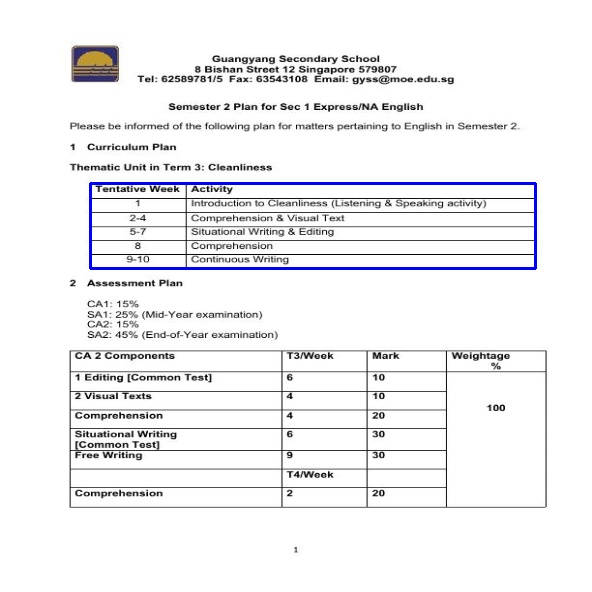 Guangyang Secondary School
8 Bishan Street 12 Singapore 579807
Tel: 62589781/5  Fax: 63543108  Email: gyss@moe.edu.sg
Semester 2 Plan for Sec 1 Express/NA English
Please be informed of the following plan for matters pertaining to English in Semester 2.
1 Curriculum Plan
Thematic Unit in Term 3: Cleanliness
Tentative Week Activity
1 Introduction to Cleanliness (Listening & Speaking activity)
2-4 Comprehension & Visual Text
5-7 Situational Writing & Editing
8 Comprehension
9-10 Continuous Writing
2 Assessment Plan
CA1: 15%
SA1: 25% (Mid-Year examination)
CA2: 15%
SA2: 45% (End-of-Year examination)
CA 2 Components T3/Week Mark Weightage
%
1 Editing [Common Test] 6 10
2 Visual Texts 4 10
100
Comprehension 4 20
Situational Writing 6 30
[Common Test]
Free Writing 9 30
T4/Week
Comprehension 2 20
1